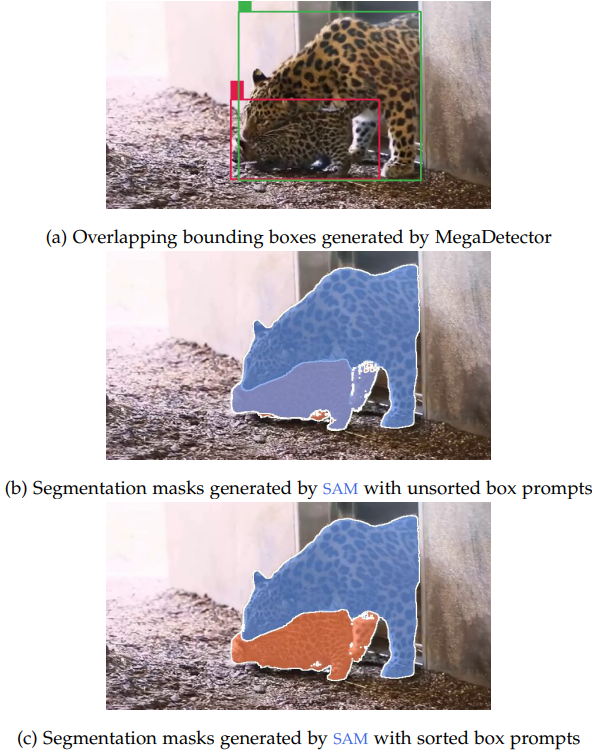 (a) Overlapping bounding boxes generated by MegaDetector
(b) Segmentation masks generated by SAM with unsorted box prompts
(c) Segmentation masks generated by SAM with sorted box prompts